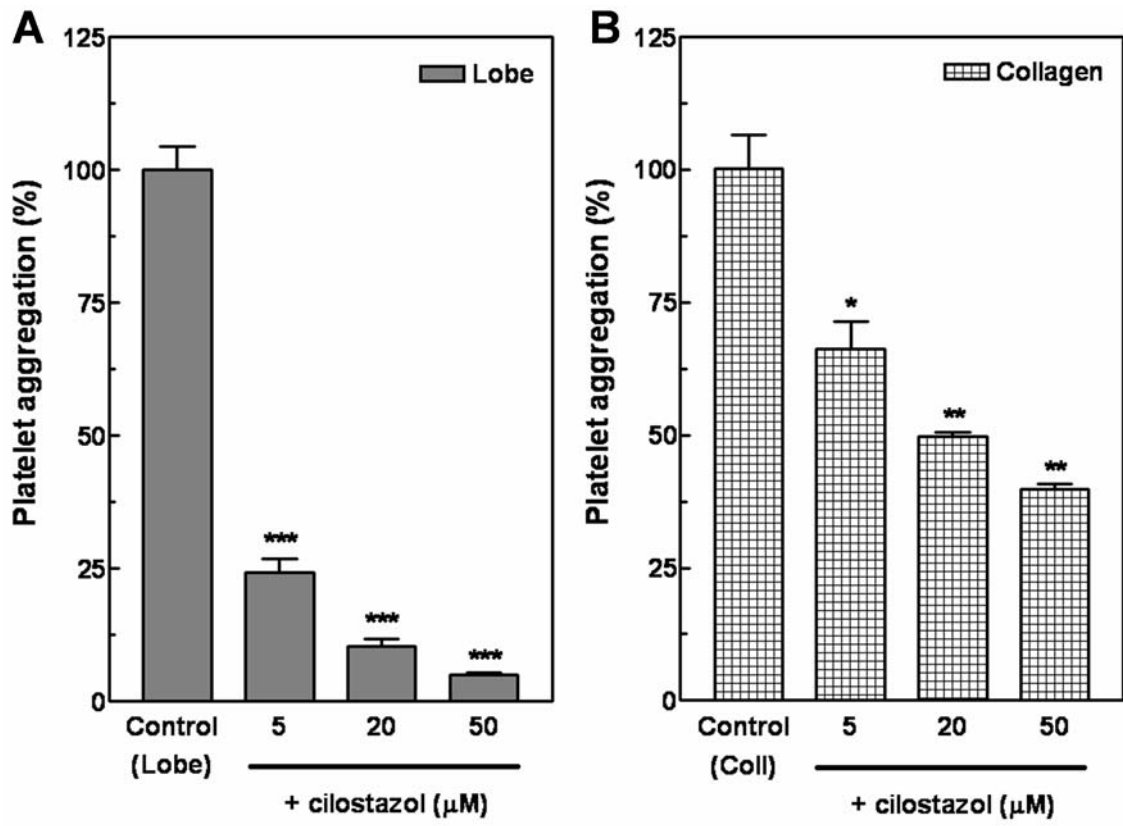 A
Platelet aggregation (%)
125
100
75
50
25
0
Lobe
***
***
***
Control
(Lobe)
5
20
50
+ cilostazol (μM)
B
Platelet aggregation (%)
125
100
75
50
25
0
Collagen
*
**
**
Control
(Coll)
5
20
50
+ cilostazol (μM)